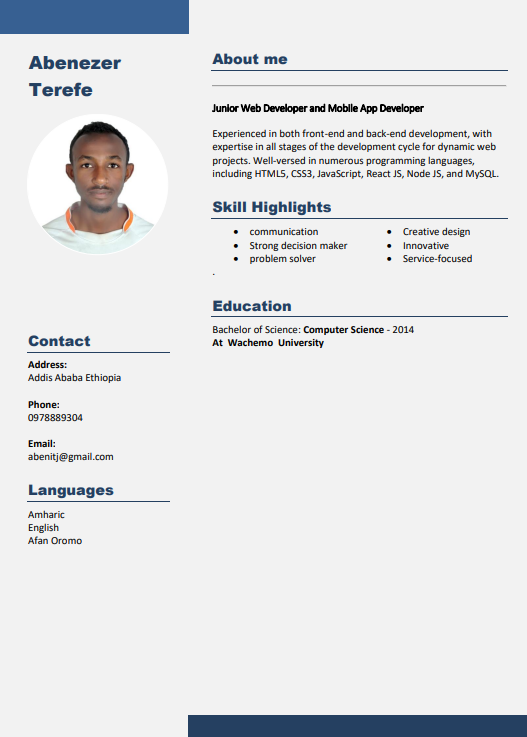 Abenezer
Terefe
Contact
Address:
Addis Ababa Ethiopia
Phone:
0978889304
Email:
abenitj@gmail.com
Languages
Amharic
English
Afan Oromo
About me
Junior Web Developer and Mobile App Developer
Experienced in both front-end and back-end development, with
expertise in all stages of the development cycle for dynamic web
projects. Well-versed in numerous programming languages,
including HTML5, CSS3, JavaScript, React JS, Node JS, and MySQL.
Skill Highlights
• communication
• Strong decision maker
• problem solver
• Creative design
• Innovative
• Service-focused
.
Education
Bachelor of Science: Computer Science - 2014
At Wachemo University